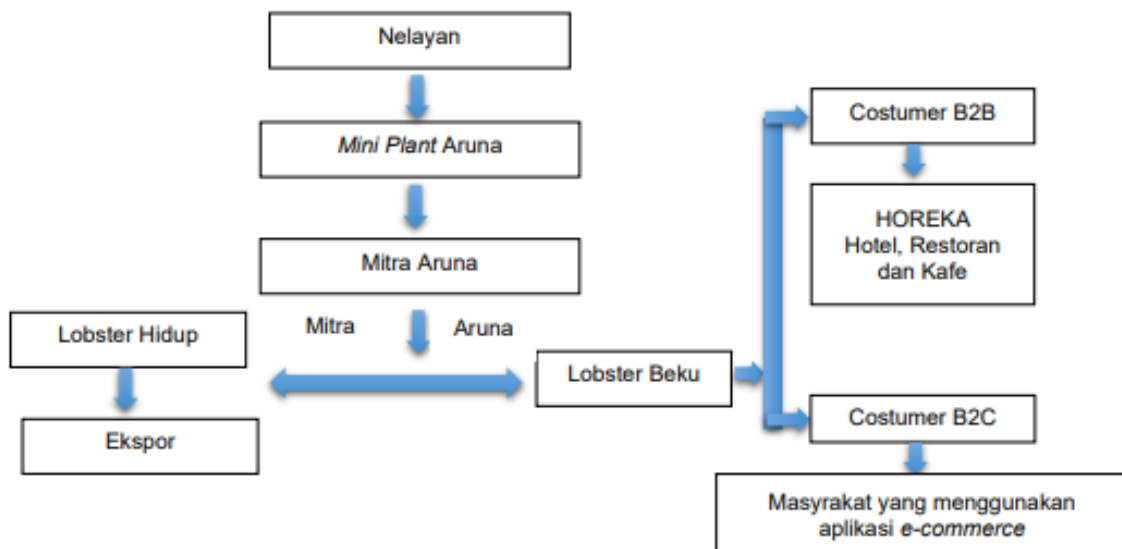 Nelayan
Mini Plant Aruna
Mitra Aruna
Mitra
Aruna
Lobster Hidup
Ekspor
Lobster Beku
Costumer B2B
HOREKA
Hotel, Restoran
dan Kafe
Costumer B2C
Masyrakat yang menggunakan
aplikasi e-commerce